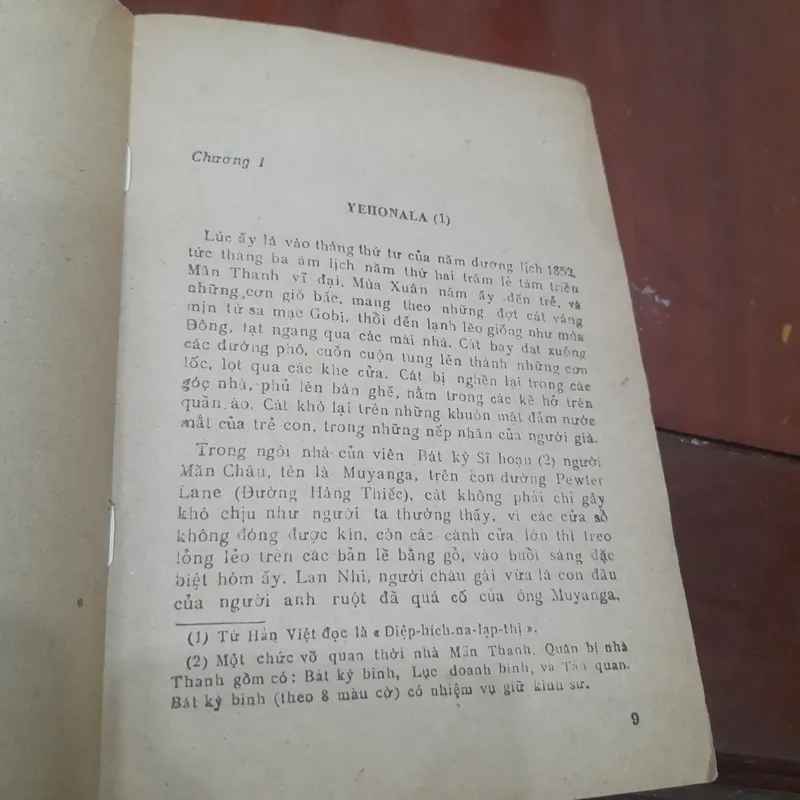 Chương I
YEHONALA (1)
Lúc ấy là vào tháng thứ tư của năm dương lịch 1852,
tức tháng ba âm lịch năm thứ hai trăm lẻ tám triều
Mãn Thanh vĩ đại. Mùa Xuân năm ấy đến trễ, và
những cơn gió bấc, mang theo những đợt cát vàng
mịn từ sa mạc Gobi, thổi đến lạnh lẽo giống như mùa
Đông, tạt ngang qua các mái nhà. Cát bay dạt xuống
các đường phố, cuồn cuộn tung lên thành những cơn
lốc, lọt qua các khe cửa. Cát bị nghẽn lại trong các
góc nhà, phủ lên bàn ghế, nằm trong các kẽ hở trên
quần áo. Cát khô lại trên những khuôn mặt đẫm nước
mắt của trẻ con, trong những nếp nhăn của người già.
Trong ngôi nhà của viên Bát kỳ Sĩ hoạn (2) người
Mãn Châu, tên là Muyanga, trên con đường Pewter
Lane (Đường Hàng Thiếc), cát không phải chỉ gây
khó chịu như người ta thường thấy, vì các cửa sổ
không đóng được kín, còn các cánh cửa lớn thì treo
lỏng lẻo trên các bản lề bằng gỗ, vào buổi sáng đặc
biệt hôm ấy. Lan Nhi, người cháu gái vừa là con đầu
của người anh ruột đã quá cố của ông Muyanga,
(1) Từ Hán Việt đọc là « Diệp-hích-na-lạp-thị ».
(2) Một chức võ quan thời nhà Mãn Thanh. Quân bị nhà
Thanh gồm có : Bát kỳ binh, Lục doanh binh, và Tân quan.
Bát kỳ binh (theo 8 màu cờ) có nhiệm vụ giữ kinh sư.
9